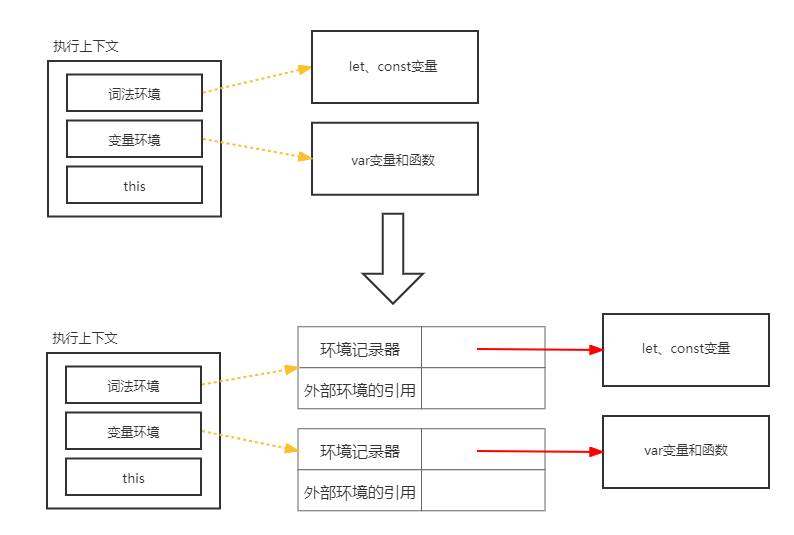 执行上下文
词法环境
let、const变量
变量环境
var变量和函数
this
执行上下文
词法环境
环境记录器
let、const变量
外部环境的引用
变量环境
环境记录器
var变量和函数
this
外部环境的引用